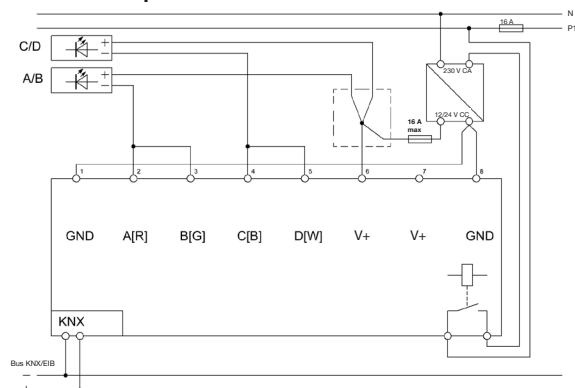 N
16 A
P1
C/D
+
−
A/B
+
−
230 V CA
12/24 V CC
16 A
max
1 2 3 4 5 6 7 8
GND A[R] B[G] C[B] D[W] V+ V+ GND
KNX
Bus KNX/EIB
−